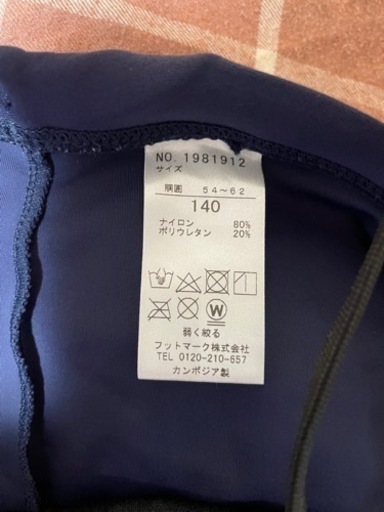 NO. 1981912
サイズ
胴囲 54~62
140
ナイロン 80%
ポリウレタン 20%
W
弱く絞る
フットマーク株式会社
TEL 0120-210-657
カンボジア製